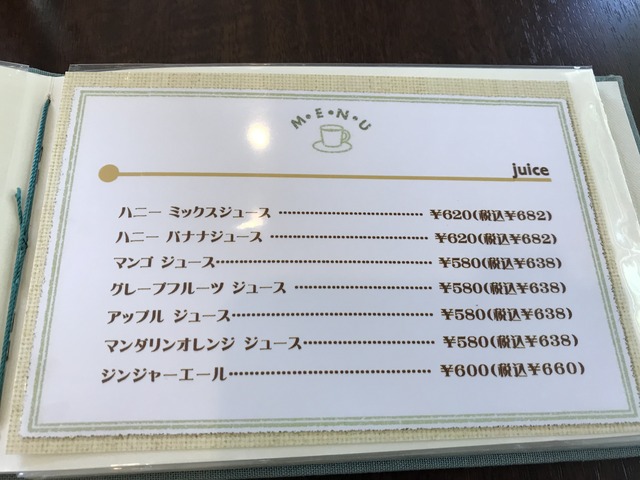 M・E・N・U
juice
ハニー ミックスジュース ………………………… ¥620(税込¥682)
ハニー バナナジュース ………………………… ¥620(税込¥682)
マンゴ ジュース………………………………… ¥580(税込¥638)
グレープフルーツ ジュース ………………… ¥580(税込¥638)
アップル ジュース……………………………… ¥580(税込¥638)
マンダリンオレンジ ジュース………………… ¥580(税込¥638)
ジンジャーエール……………………………… ¥600(税込¥660)